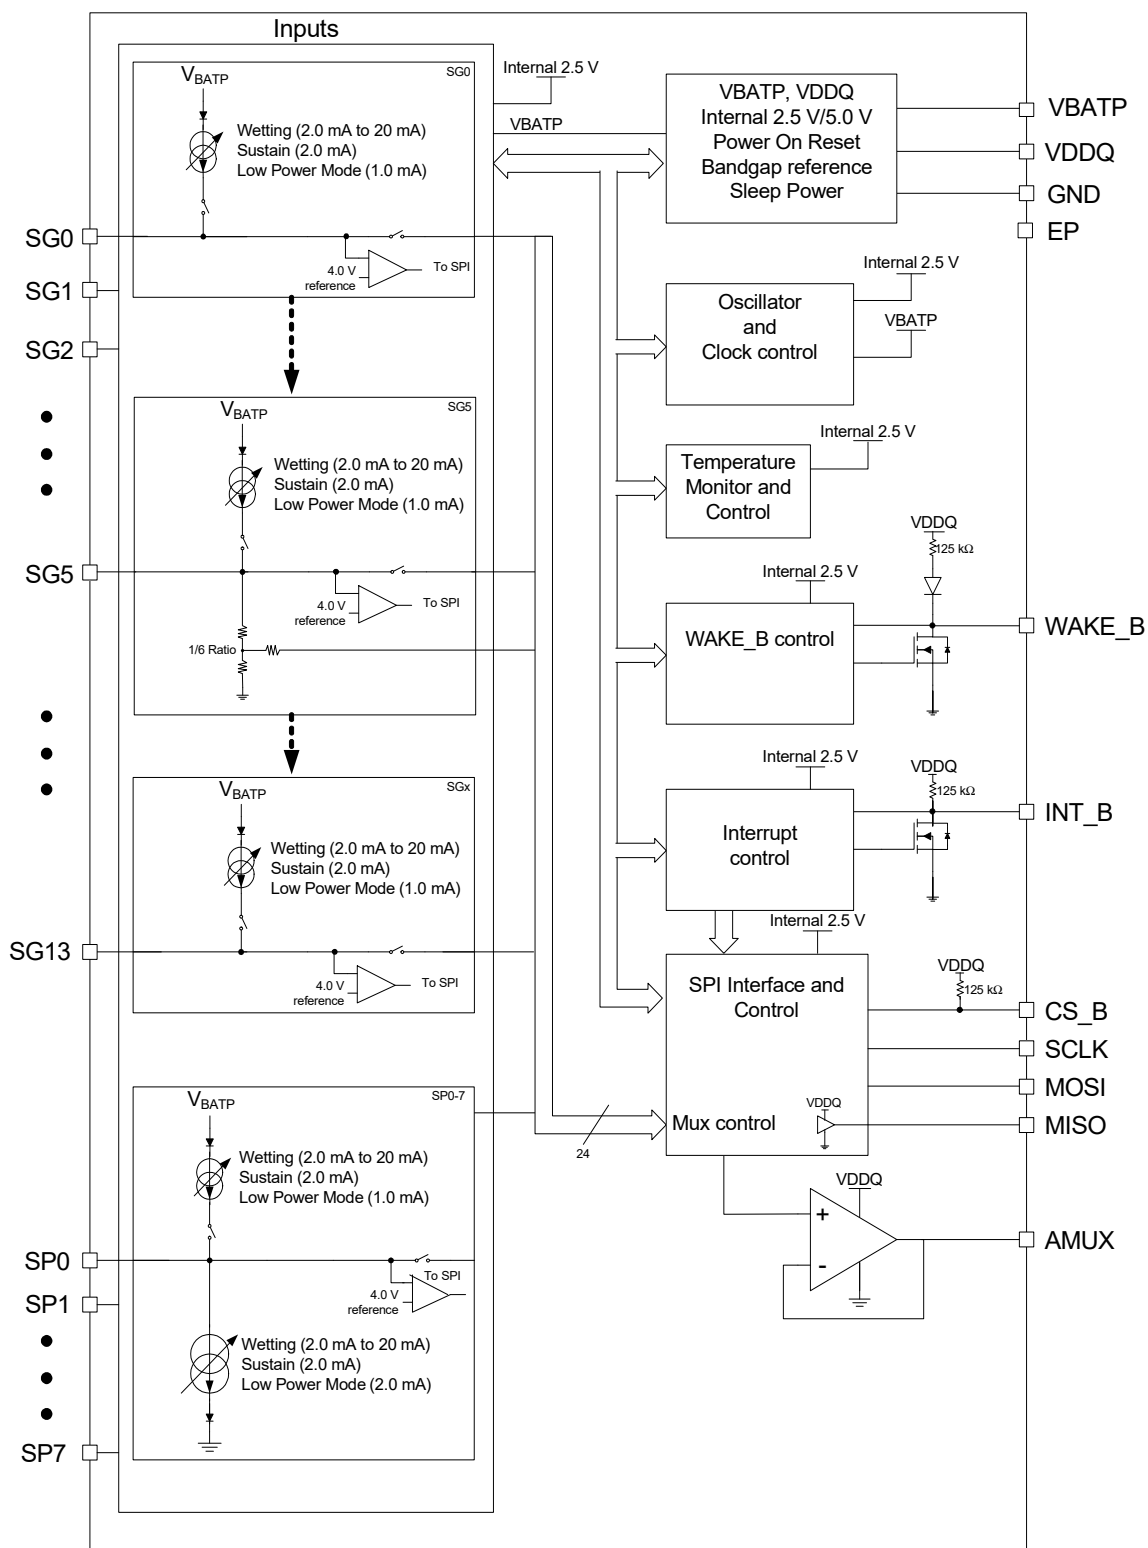 Inputs
SG0
VBATP
Wetting (2.0 mA to 20 mA)
Sustain (2.0 mA)
Low Power Mode (1.0 mA)
4.0 V
reference
To SPI
SG5
VBATP
Wetting (2.0 mA to 20 mA)
Sustain (2.0 mA)
Low Power Mode (1.0 mA)
4.0 V
reference
To SPI
1/6 Ratio
SGx
VBATP
Wetting (2.0 mA to 20 mA)
Sustain (2.0 mA)
Low Power Mode (1.0 mA)
4.0 V
reference
To SPI
SP0-7
VBATP
Wetting (2.0 mA to 20 mA)
Sustain (2.0 mA)
Low Power Mode (1.0 mA)
To SPI
4.0 V
reference
Wetting (2.0 mA to 20 mA)
Sustain (2.0 mA)
Low Power Mode (2.0 mA)
SG0
SG1
SG2
SG5
SG13
SP0
SP1
SP7
Internal 2.5 V
VBATP
VBATP, VDDQ
Internal 2.5 V/5.0 V
Power On Reset
Bandgap reference
Sleep Power
Internal 2.5 V
Oscillator
and
Clock control
VBATP
Internal 2.5 V
Temperature
Monitor and
Control
VDDQ
125 kΩ
Internal 2.5 V
WAKE_B control
Internal 2.5 V
VDDQ
125 kΩ
Interrupt
control
Internal 2.5 V
SPI Interface and
Control
VDDQ
125 kΩ
VDDQ
Mux control
24
VDDQ
+
-
VBATP
VDDQ
GND
EP
WAKE_B
INT_B
CS_B
SCLK
MOSI
MISO
AMUX